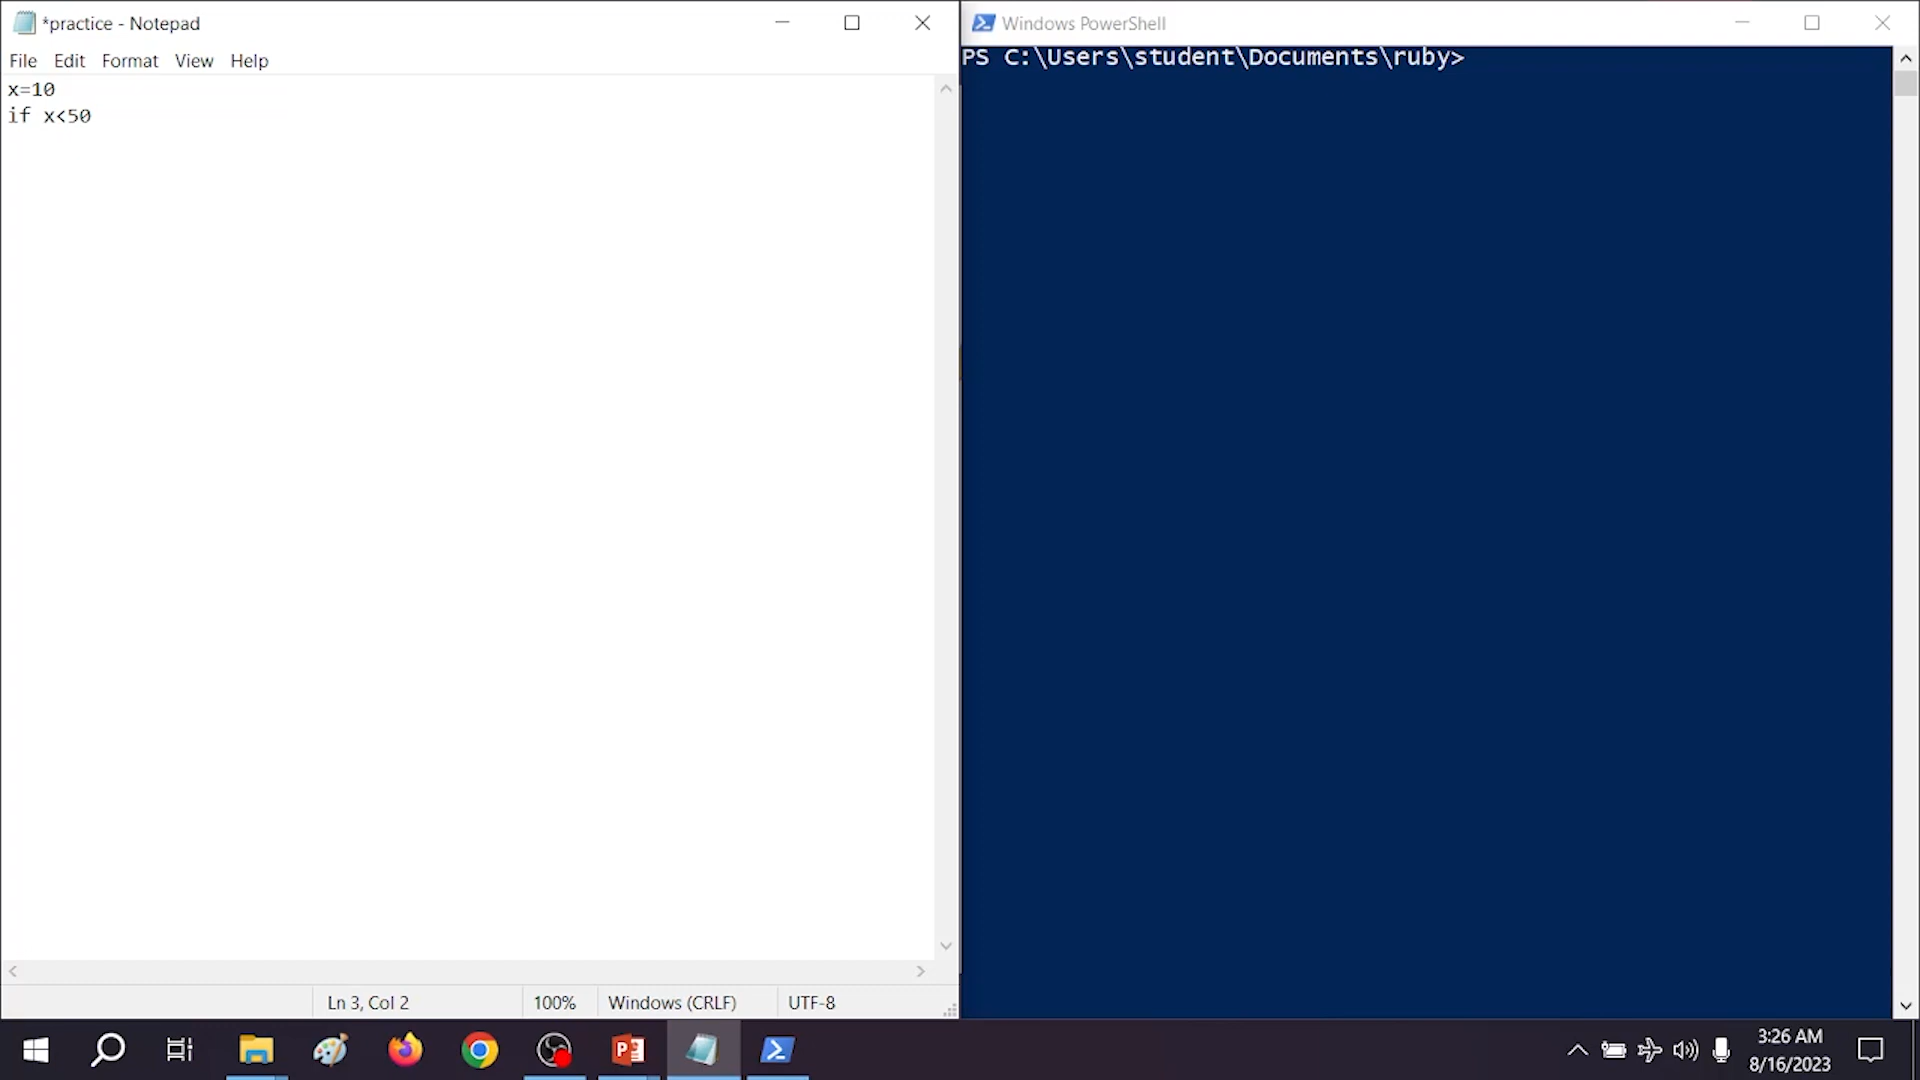 *practice - Notepad
File Edit Format View Help
x=10
if x<50
Ln 3, Col 2 100% Windows (CRLF) UTF-8
Windows PowerShell
PS C:\Users\student\Documents\ruby>
3:26 AM
8/16/2023